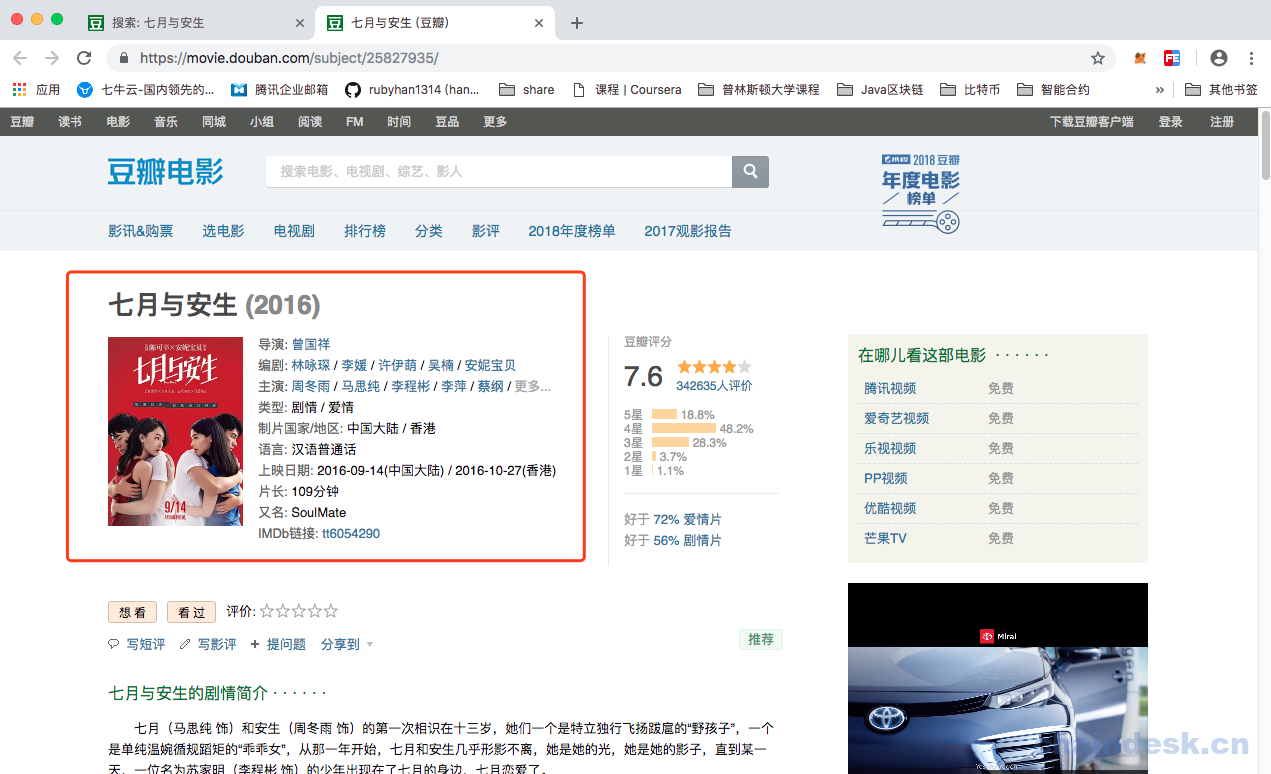 搜索: 七月与安生
七月与安生 (豆瓣)
https://movie.douban.com/subject/25827935/
应用 七牛云-国内领先的... 腾讯企业邮箱 rubyhan1314 (han... share 课程 | Coursera 普林斯顿大学课程 Java区块链 比特币 智能合约 » 其他书签
豆瓣 读书 电影 音乐 同城 小组 阅读 FM 时间 豆品 更多 下载豆瓣客户端 登录 注册
豆瓣电影
搜索电影、电视剧、综艺、影人
2018 豆瓣
年度电影
榜单
影讯&购票 选电影 电视剧 排行榜 分类 影评 2018年度榜单 2017观影报告
七月与安生 (2016)
七月与安生
9/14
导演: 曾国祥
编剧: 林咏琛 / 李媛 / 许伊萌 / 吴楠 / 安妮宝贝
主演: 周冬雨 / 马思纯 / 李程彬 / 李萍 / 蔡纲 / 更多...
类型: 剧情 / 爱情
制片国家/地区: 中国大陆 / 香港
语言: 汉语普通话
上映日期: 2016-09-14(中国大陆) / 2016-10-27(香港)
片长: 109分钟
又名: SoulMate
IMDb链接: tt6054290
豆瓣评分
7.6
342635人评价
5星 18.8%
4星 48.2%
3星 28.3%
2星 3.7%
1星 1.1%
好于 72% 爱情片
好于 56% 剧情片
在哪儿看这部电影 · · · · · ·
腾讯视频 免费
爱奇艺视频 免费
乐视视频 免费
PP视频 免费
优酷视频 免费
芒果TV 免费
想看 看过 评价:
写短评 写影评 + 提问题 分享到
推荐
Mirai
七月与安生的剧情简介 · · · · · ·
七月（马思纯 饰）和安生（周冬雨 饰）的第一次相识在十三岁，她们一个是特立独行飞扬跋扈的“野孩子”，一个
是单纯温婉循规蹈矩的“乖乖女”，从那一年开始，七月和安生几乎形影不离，她是她的光，她是她的影子，直到某一
天，一位名为苏家明（李程彬 饰）的少年出现在了七月的身边，七月恋爱了。